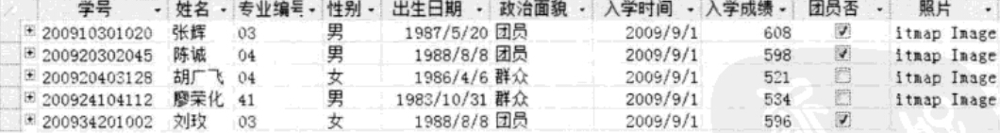 学号 姓名 专业编号 性别 出生日期 政治面貌 入学时间 入学成绩 团员否 照片
200910301020 张辉 03 男 1987/5/20 团员 2009/9/1 608 itmap Image
200920302045 陈诚 04 男 1988/8/8 团员 2009/9/1 598 itmap Image
200920403128 胡广飞 04 女 1986/4/6 群众 2009/9/1 521 itmap Image
200924104112 廖荣化 41 男 1983/10/31 群众 2009/9/1 534 itmap Image
200934201002 刘玫 03 女 1988/8/8 团员 2009/9/1 596